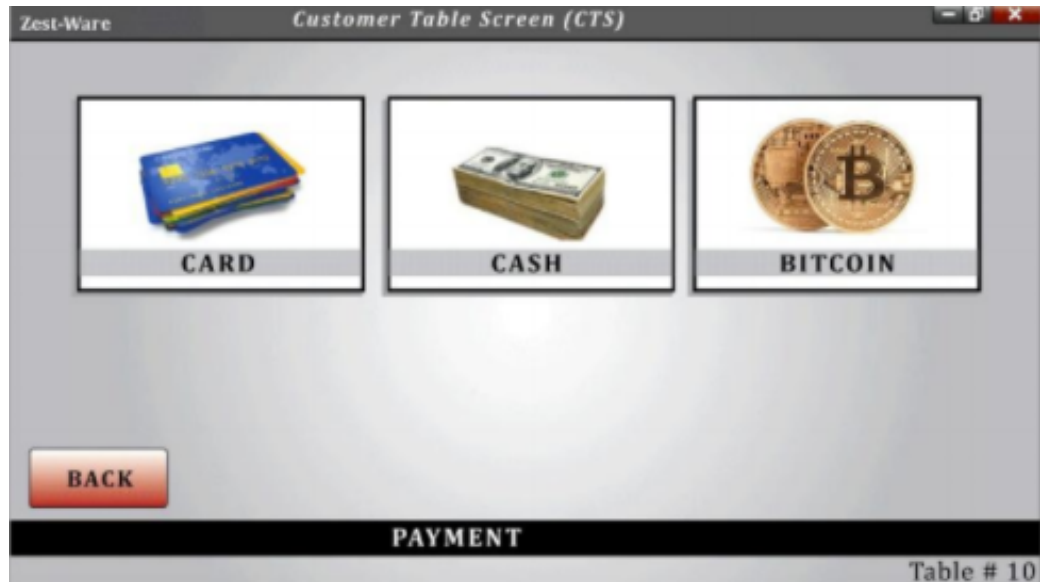 Zest-Ware
Customer Table Screen (CTS)
CARD
CASH
BITCOIN
BACK
PAYMENT
Table # 10